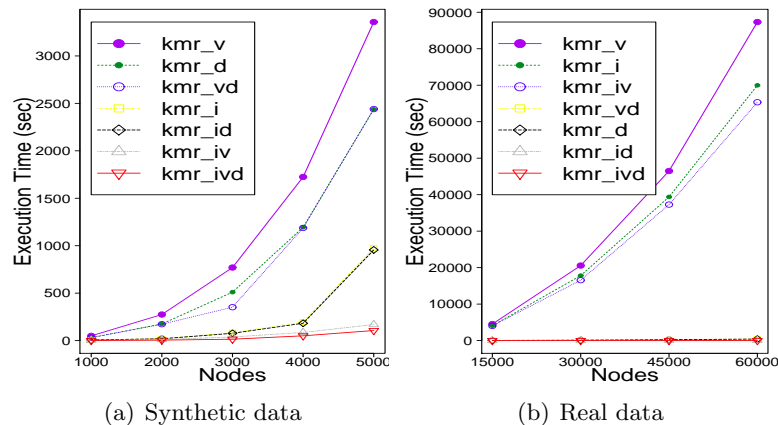 kmr_v
kmr_d
kmr_vd
kmr_i
kmr_id
kmr_iv
kmr_ivd
Execution Time (sec)
3000
2500
2000
1500
1000
500
0
1000 2000 3000 4000 5000
Nodes
(a) Synthetic data
kmr_v
kmr_i
kmr_iv
kmr_vd
kmr_d
kmr_id
kmr_ivd
Execution Time (sec)
90000
80000
70000
60000
50000
40000
30000
20000
10000
0
15000 30000 45000 60000
Nodes
(b) Real data